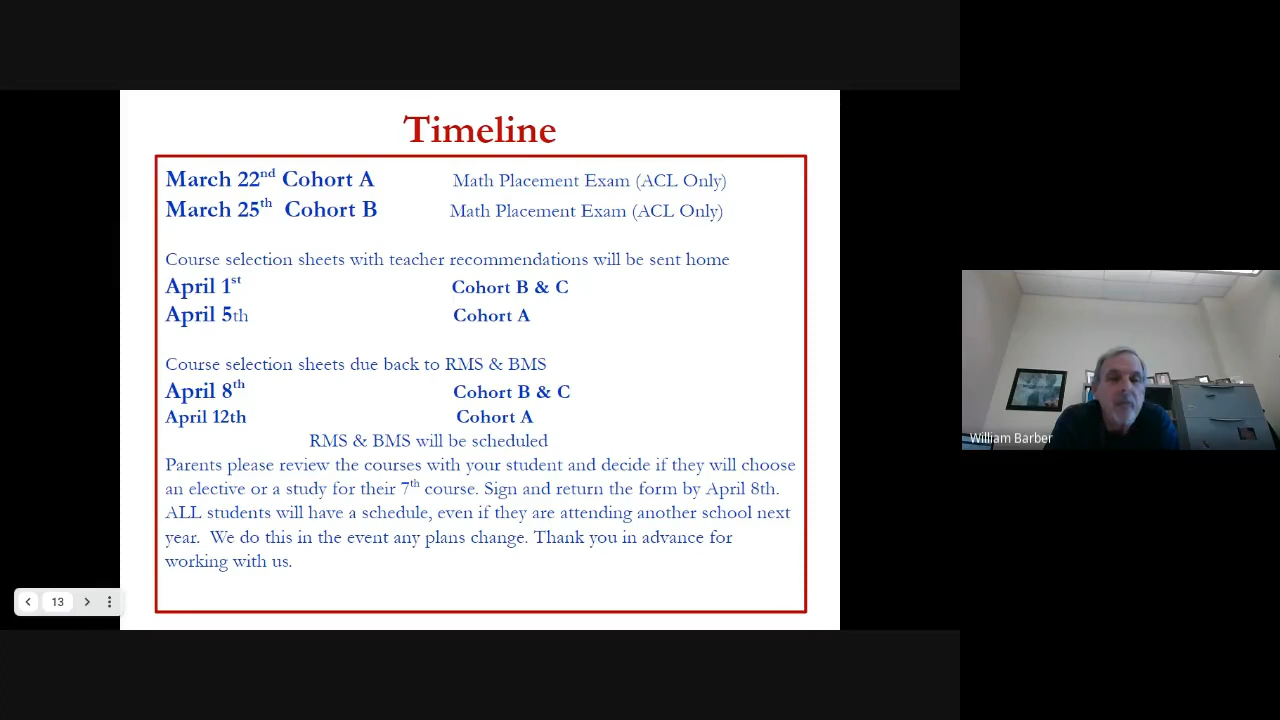 Timeline
March 22nd Cohort A Math Placement Exam (ACL Only)
March 25th Cohort B Math Placement Exam (ACL Only)
Course selection sheets with teacher recommendations will be sent home
April 1st Cohort B & C
April 5th Cohort A
Course selection sheets due back to RMS & BMS
April 8th Cohort B & C
April 12th Cohort A
RMS & BMS will be scheduled
Parents please review the courses with your student and decide if they will choose
an elective or a study for their 7th course. Sign and return the form by April 8th.
ALL students will have a schedule, even if they are attending another school next
year. We do this in the event any plans change. Thank you in advance for
working with us.
13
William Barber